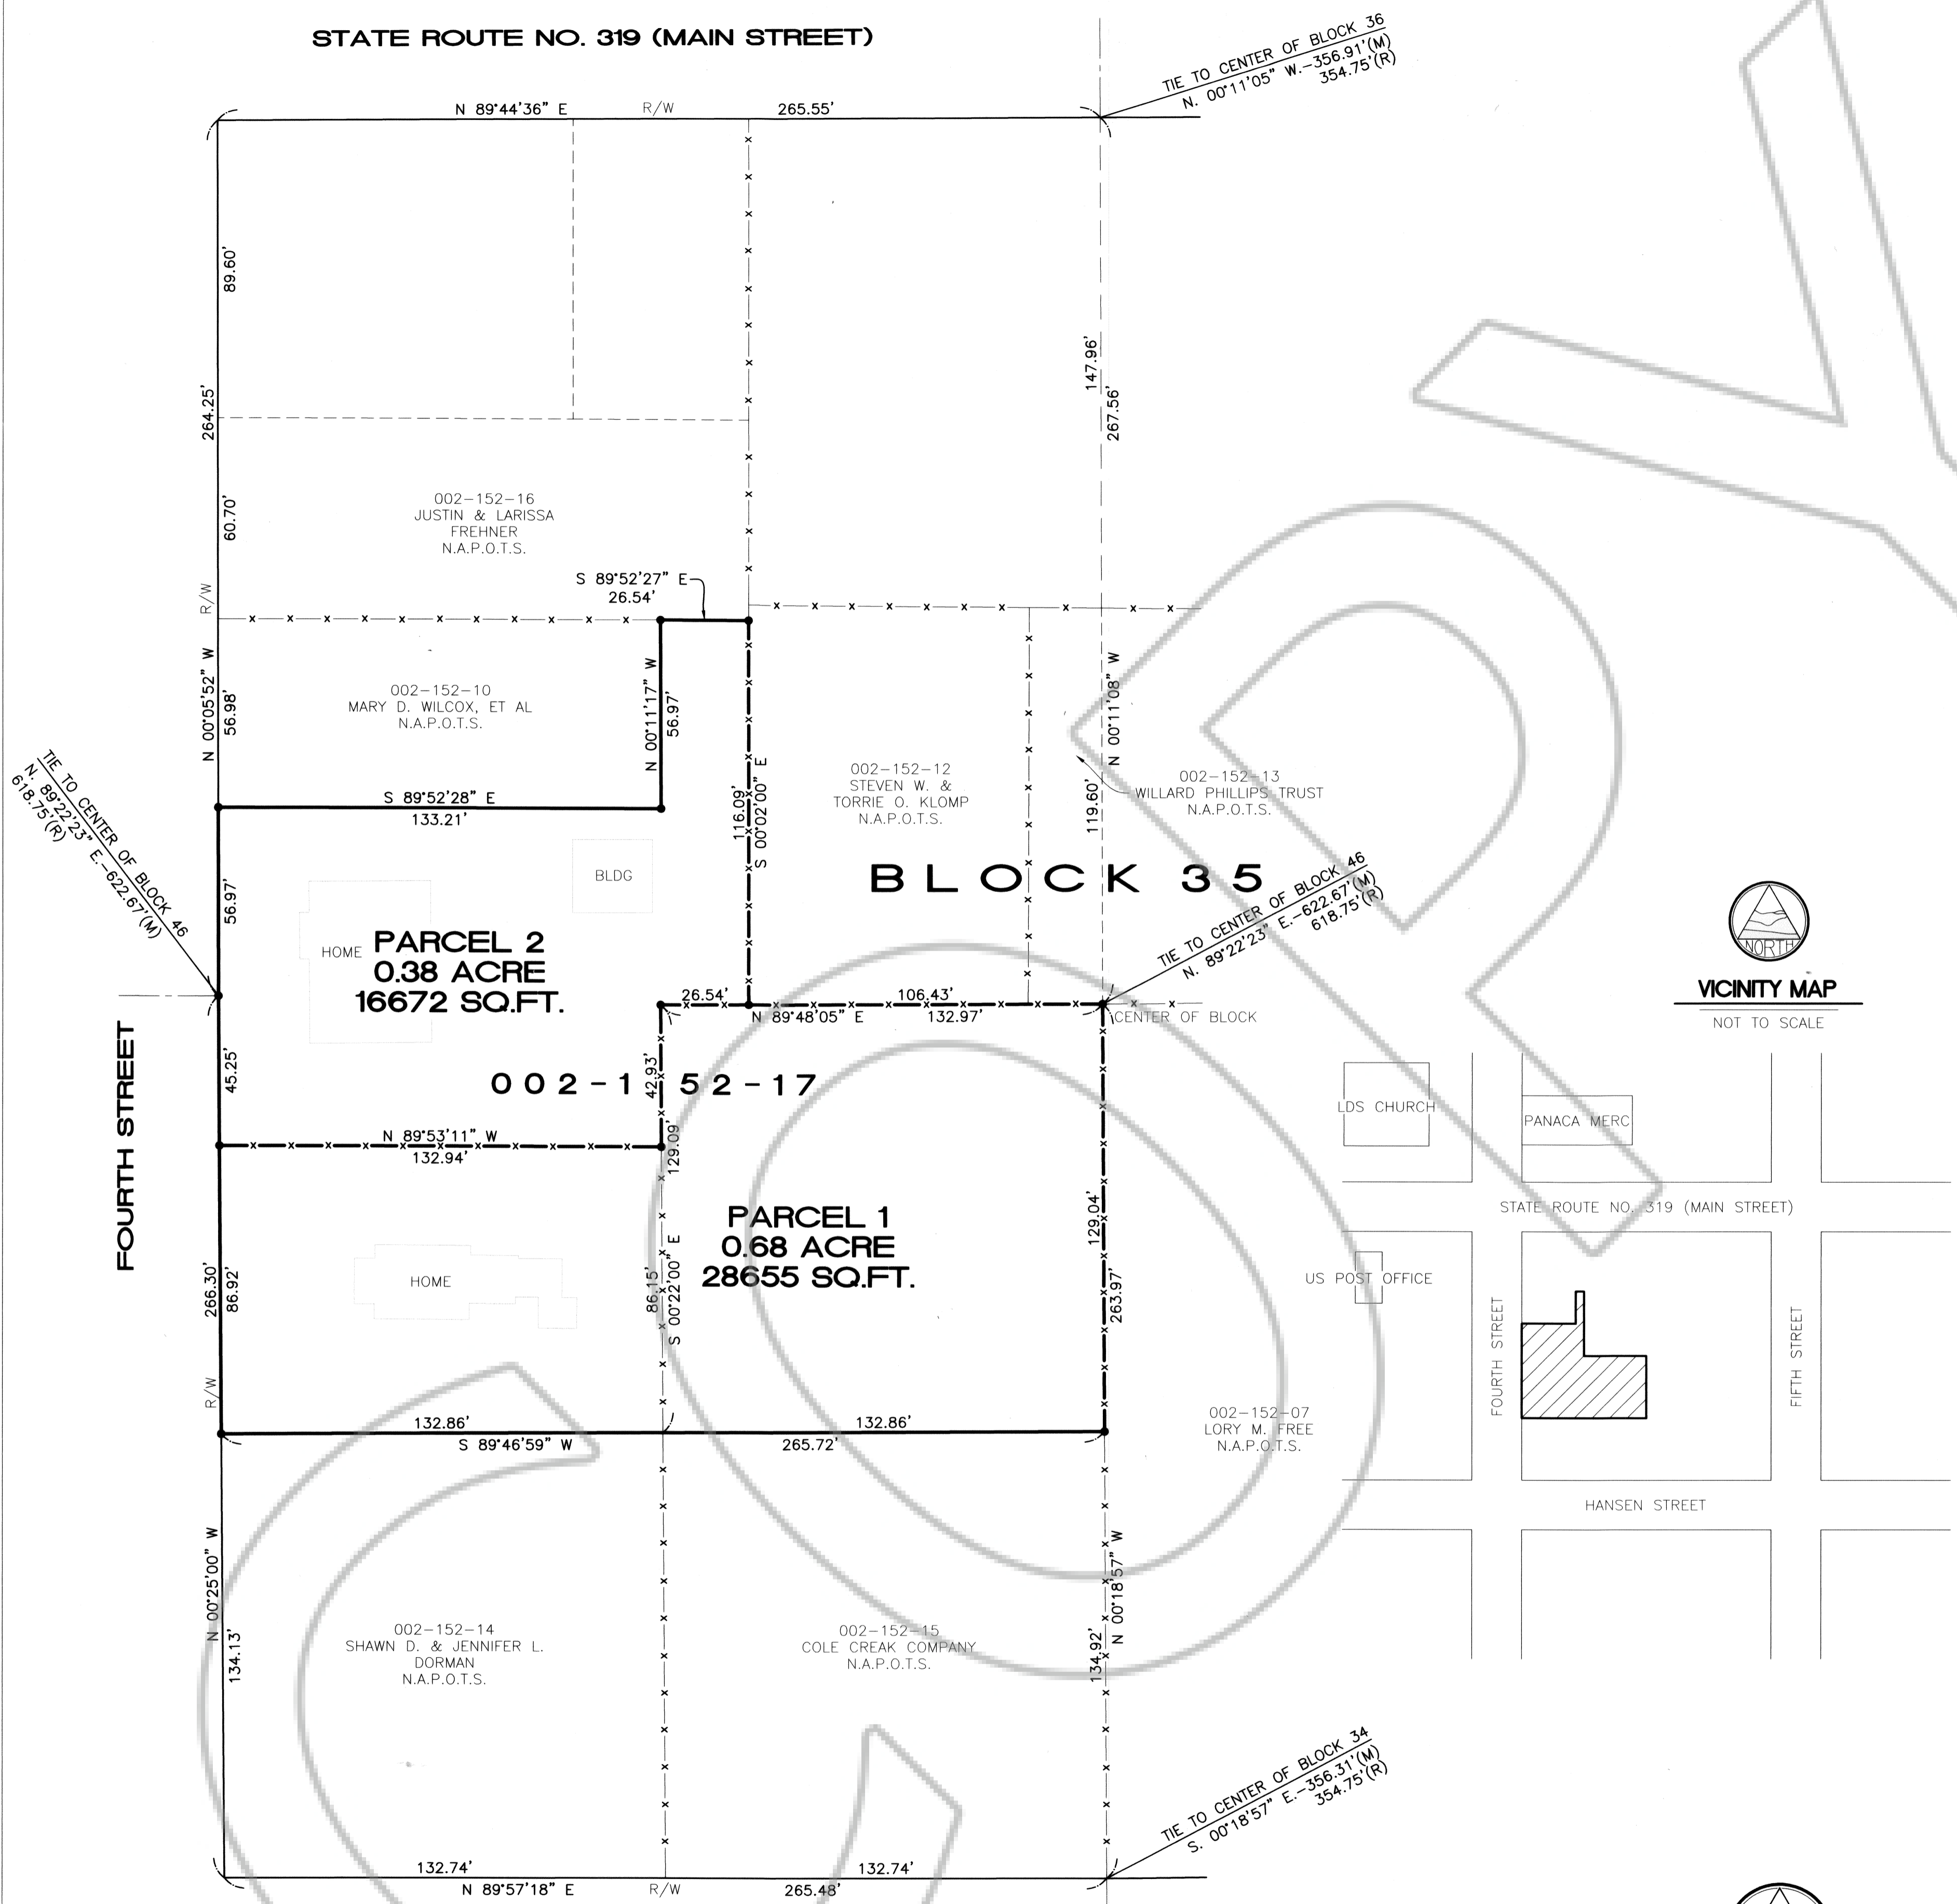 STATE ROUTE NO. 319 (MAIN STREET)
TIE TO CENTER OF BLOCK 36
N. 00°11'05" W.-356.91'(M)
354.75'(R)
N 89°44'36" E R/W 265.55'
89.60'
264.25'
147.96'
267.56'
60.70'
R/W
002-152-16
JUSTIN & LARISSA
FREHNER
N.A.P.O.T.S.
S 89°52'27" E
26.54'
N 00°05'52" W
56.98'
002-152-10
MARY D. WILCOX, ET AL
N.A.P.O.T.S.
N 00°11'17" W
56.97'
116.09'
S 00°02'00" E
002-152-12
STEVEN W. &
TORRIE O. KLOMP
N.A.P.O.T.S.
119.60'
N 00°11'08" W
002-152-13
WILLARD PHILLIPS TRUST
N.A.P.O.T.S.
TIE TO CENTER OF BLOCK 46
N. 89°22'23" E.-622.67'(M)
618.75'(R)
S 89°52'28" E
133.21'
BLDG
BLOCK 35
56.97'
HOME
PARCEL 2
0.38 ACRE
16672 SQ.FT.
TIE TO CENTER OF BLOCK 46
N. 89°22'23" E.-622.67'(M)
618.75'(R)
26.54' 106.43'
N 89°48'05" E 132.97'
CENTER OF BLOCK
NORTH
VICINITY MAP
NOT TO SCALE
FOURTH STREET
45.25'
42.93'
002-152-17
N 89°53'11" W
132.94'
129.09'
PARCEL 1
0.68 ACRE
28655 SQ.FT.
129.04'
263.97'
266.30'
86.92'
HOME
86.15'
S 00°22'00" E
R/W
132.86' 132.86'
S 89°46'59" W 265.72'
002-152-07
LORY M. FREE
N.A.P.O.T.S.
LDS CHURCH
PANACA MERC
STATE ROUTE NO. 319 (MAIN STREET)
US POST OFFICE
FOURTH STREET
FIFTH STREET
HANSEN STREET
N 00°25'00" W
134.13'
002-152-14
SHAWN D. & JENNIFER L.
DORMAN
N.A.P.O.T.S.
002-152-15
COLE CREAK COMPANY
N.A.P.O.T.S.
134.92'
N 00°18'57" W
TIE TO CENTER OF BLOCK 34
S. 00°18'57" E.-356.31'(M)
354.75'(R)
132.74' 132.74'
N 89°57'18" E R/W 265.48'
COPY